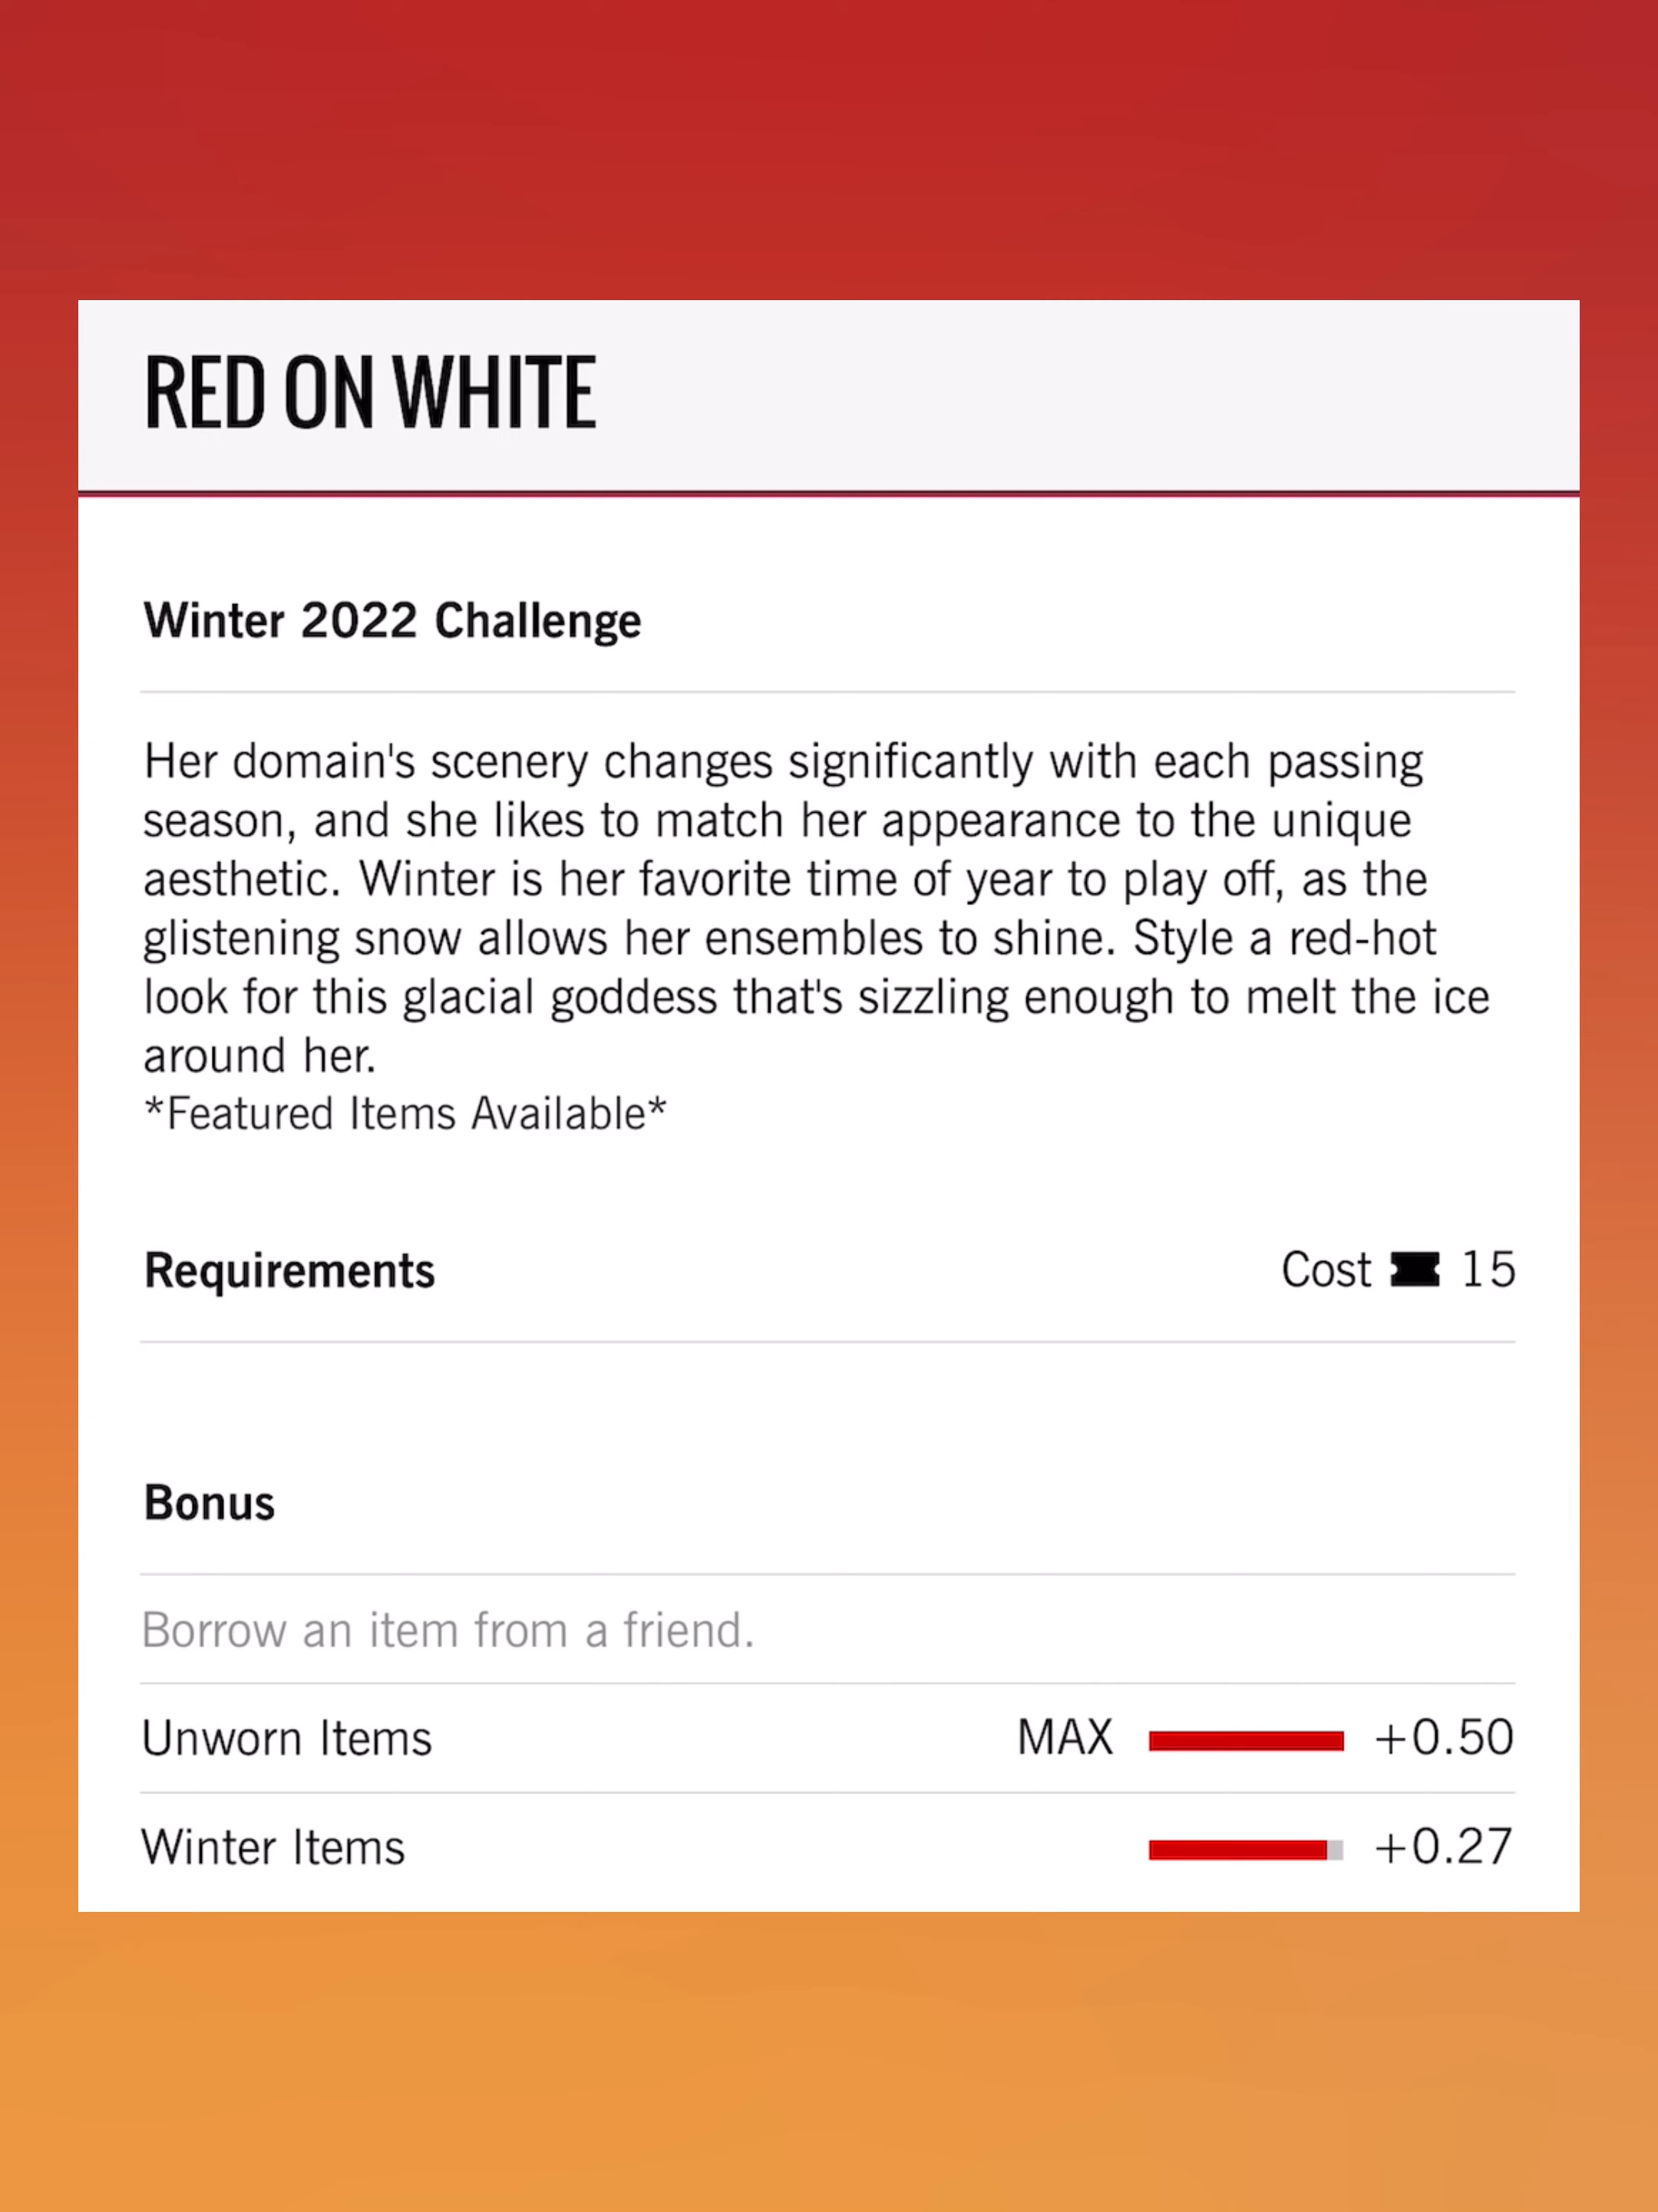 RED ON WHITE
Winter 2022 Challenge
Her domain's scenery changes significantly with each passing
season, and she likes to match her appearance to the unique
aesthetic. Winter is her favorite time of year to play off, as the
glistening snow allows her ensembles to shine. Style a red-hot
look for this glacial goddess that's sizzling enough to melt the ice
around her.
*Featured Items Available*
Requirements Cost 15
Bonus
Borrow an item from a friend.
Unworn Items MAX +0.50
Winter Items +0.27